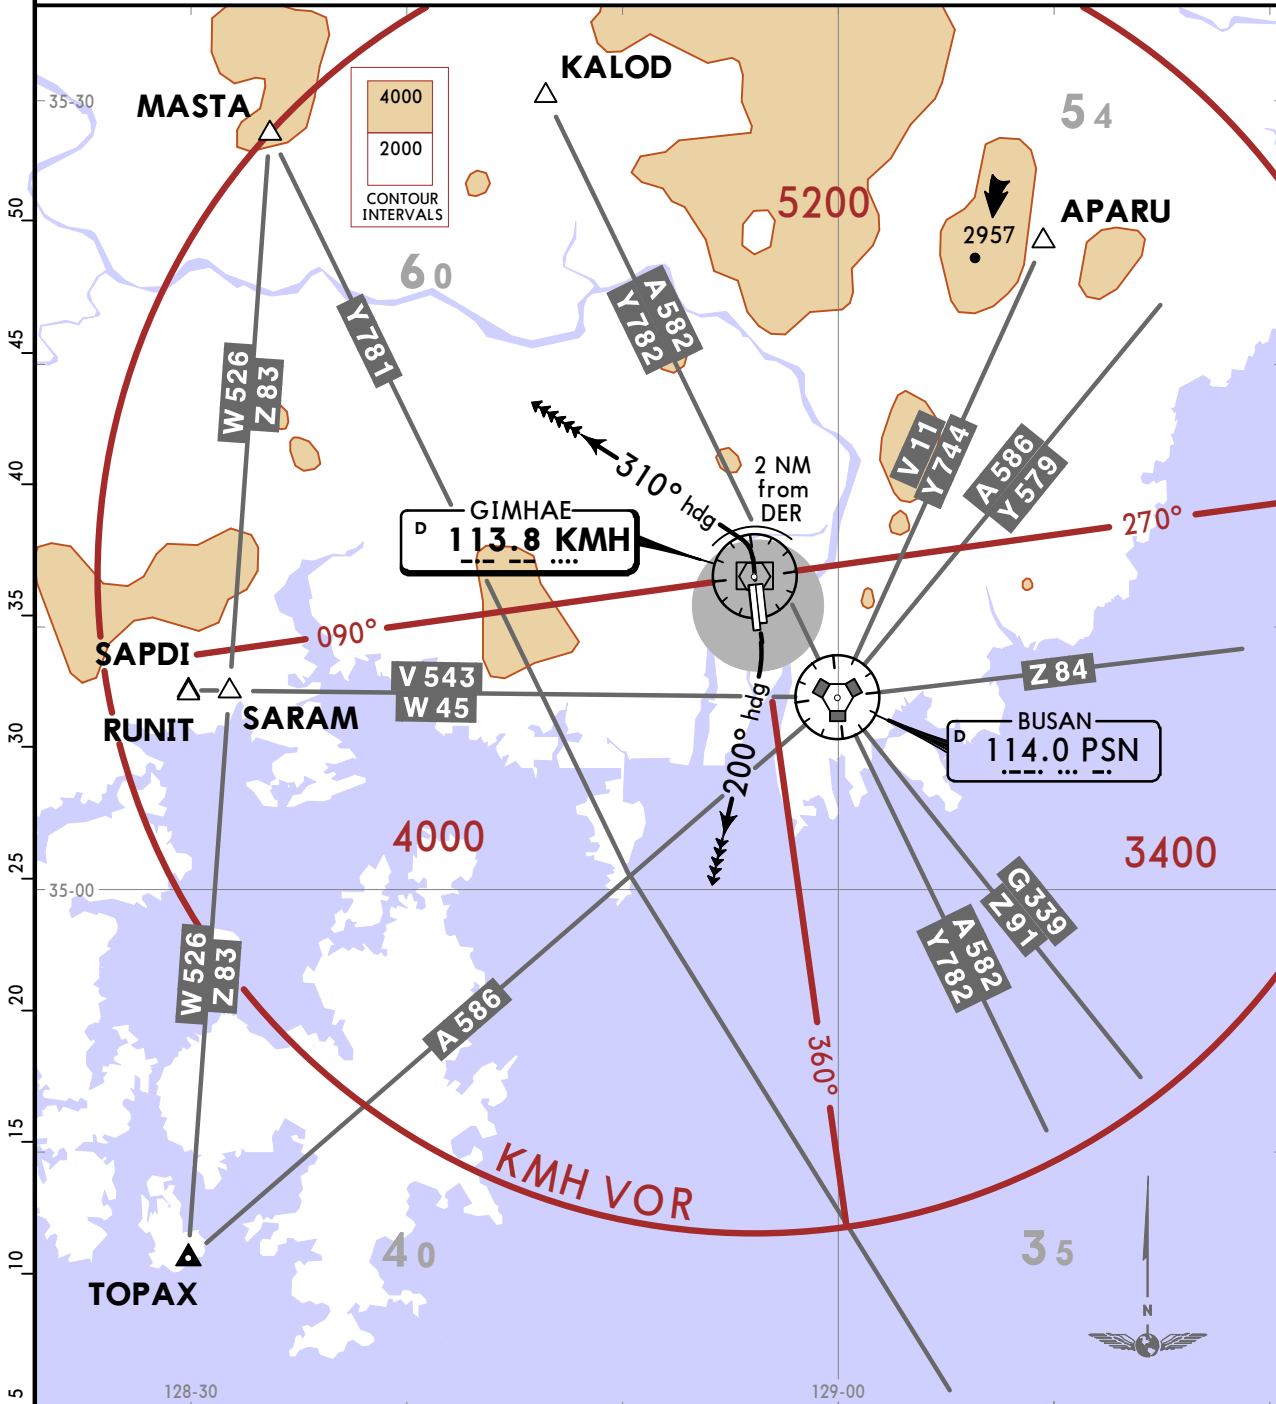 KALOD
35-30
MASTA
4000
2000
CONTOUR
INTERVALS
5 4
5200
APARU
2957
50
6 0
A 582
Y 782
Y 781
45
W 526
Z 83
V 11
Y 744
A 586
Y 579
40
310° hdg
2 NM
from
DER
GIMHAE
D 113.8 KMH
270°
35
090°
SAPDI
V 543
W 45
Z 84
RUNIT
SARAM
200° hdg
BUSAN
D 114.0 PSN
30
4000
3400
25
35-00
G 339
Z 91
A 582
Y 782
W 526
Z 83
20
A 586
360°
15
KMH VOR
4 0
3 5
10
TOPAX
N
5
128-30
129-00